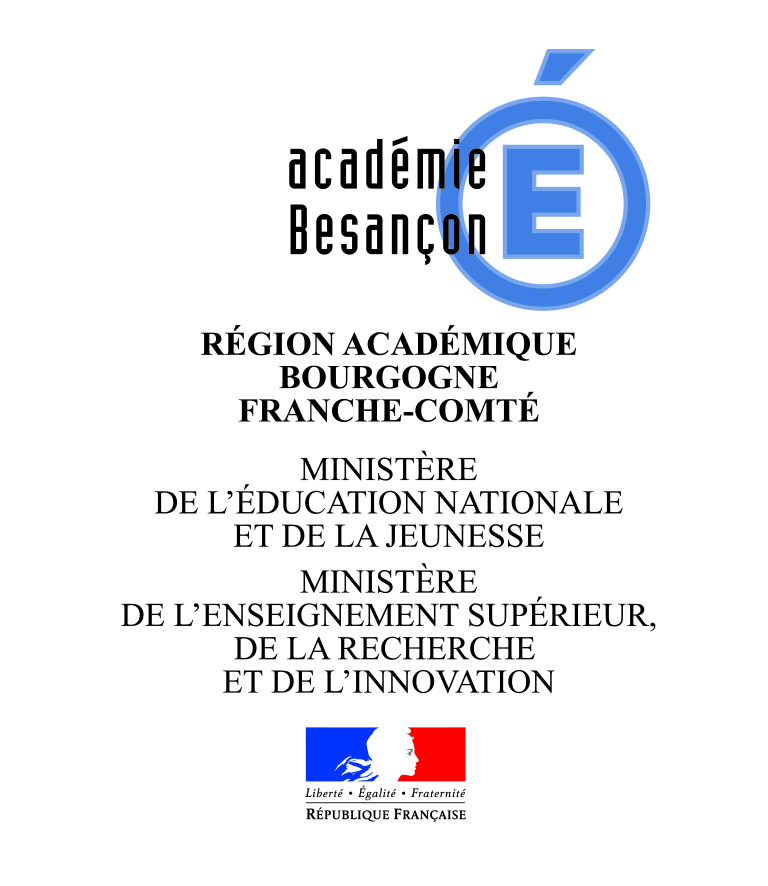 académie
Besançon
É
RÉGION ACADÉMIQUE
BOURGOGNE
FRANCHE-COMTÉ
MINISTÈRE
DE L’ÉDUCATION NATIONALE
ET DE LA JEUNESSE
MINISTÈRE
DE L’ENSEIGNEMENT SUPÉRIEUR,
DE LA RECHERCHE
ET DE L’INNOVATION
Liberté • Égalité • Fraternité
RÉPUBLIQUE FRANÇAISE